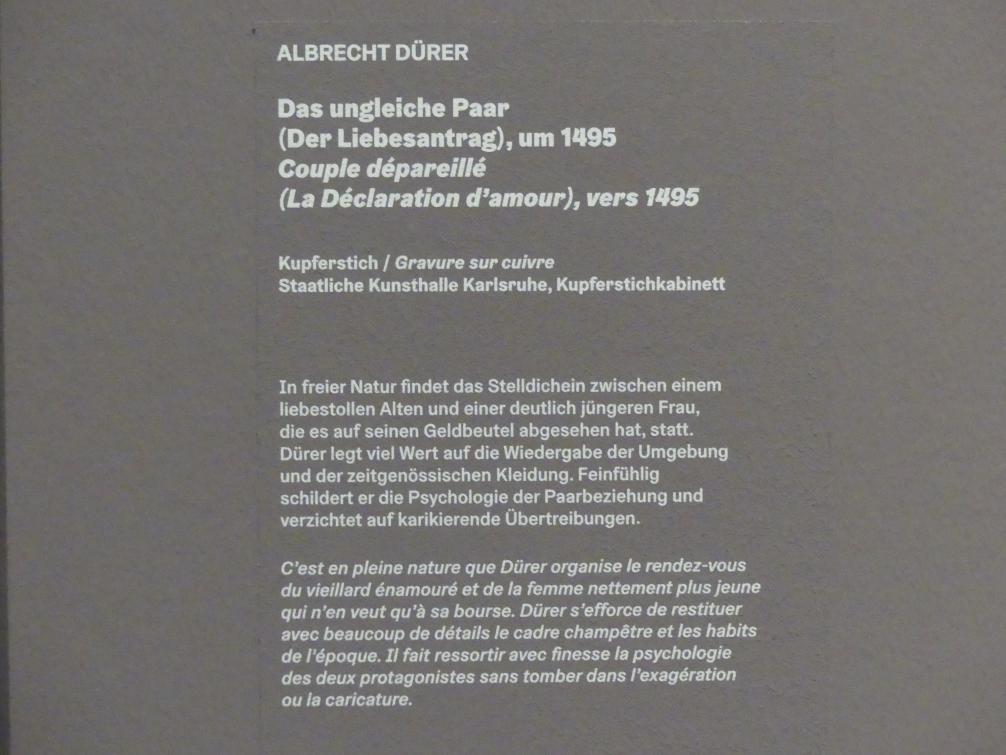 ALBRECHT DÜRER
Das ungleiche Paar
(Der Liebesantrag), um 1495
Couple dépareillé
(La Déclaration d'amour), vers 1495
Kupferstich / Gravure sur cuivre
Staatliche Kunsthalle Karlsruhe, Kupferstichkabinett
In freier Natur findet das Stelldichein zwischen einem
liebestollen Alten und einer deutlich jüngeren Frau,
die es auf seinen Geldbeutel abgesehen hat, statt.
Dürer legt viel Wert auf die Wiedergabe der Umgebung
und der zeitgenössischen Kleidung. Feinfühlig
schildert er die Psychologie der Paarbeziehung und
verzichtet auf karikierende Übertreibungen.
C'est en pleine nature que Dürer organise le rendez-vous
du vieillard énamouré et de la femme nettement plus jeune
qui n'en veut qu'à sa bourse. Dürer s'efforce de restituer
avec beaucoup de détails le cadre champêtre et les habits
de l'époque. Il fait ressortir avec finesse la psychologie
des deux protagonistes sans tomber dans l'exagération
ou la caricature.